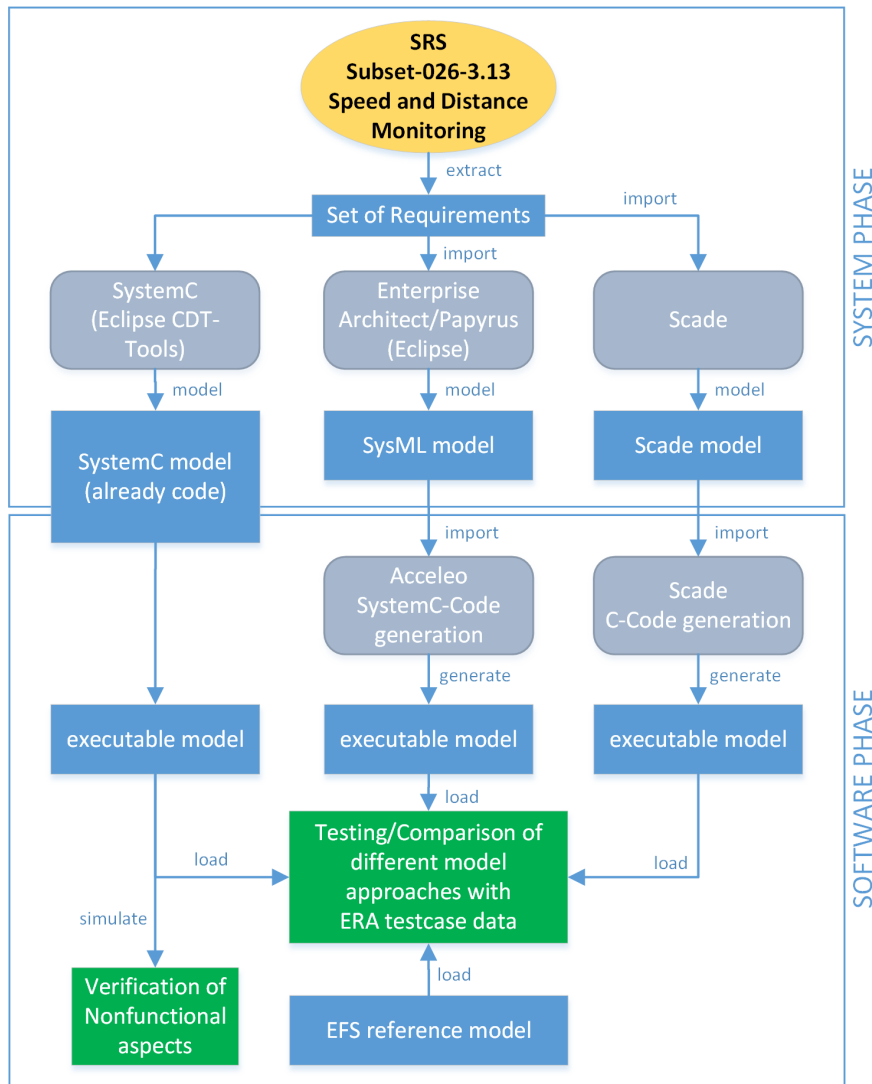 SRS
Subset-026-3.13
Speed and Distance
Monitoring
extract
Set of Requirements
import
import
SystemC
(Eclipse CDT-
Tools)
Enterprise
Architect/Papyrus
(Eclipse)
Scade
model
model
model
SystemC model
(already code)
SysML model
Scade model
SYSTEM PHASE
import
import
Acceleo
SystemC-Code
generation
Scade
C-Code generation
generate
generate
executable model
executable model
executable model
load
Testing/Comparison of
different model
approaches with
ERA testcase data
load
load
simulate
load
Verification of
Nonfunctional
aspects
EFS reference model
SOFTWARE PHASE